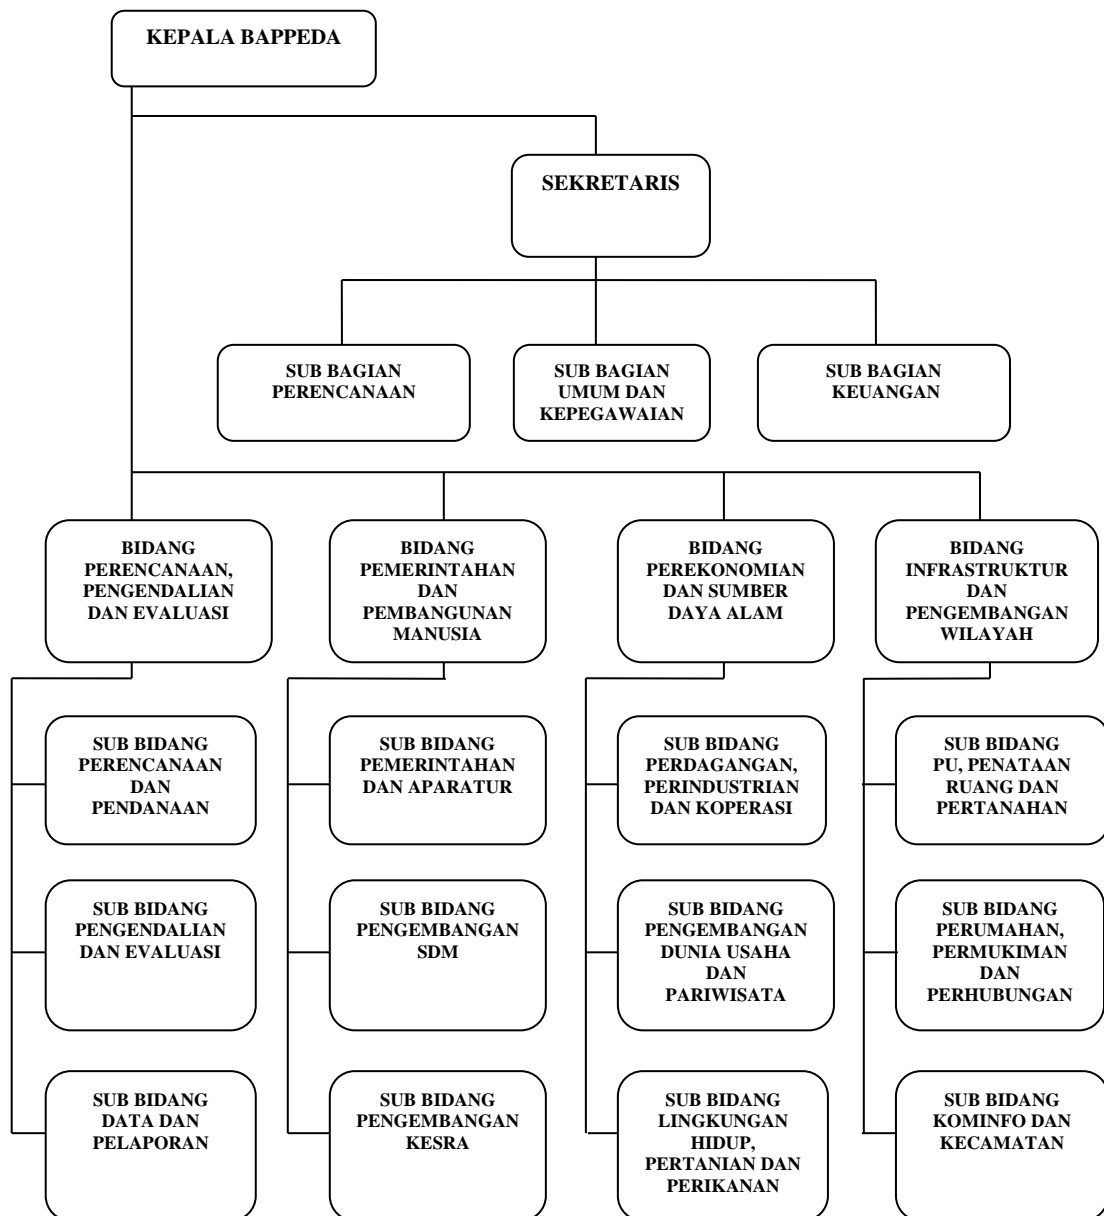 KEPALA BAPPEDA
SEKRETARIS
SUB BAGIAN
PERENCANAAN
SUB BAGIAN
UMUM DAN
KEPEGAWAIAN
SUB BAGIAN
KEUANGAN
BIDANG
PERENCANAAN,
PENGENDALIAN
DAN EVALUASI
BIDANG
PEMERINTAHAN
DAN
PEMBANGUNAN
MANUSIA
BIDANG
PEREKONOMIAN
DAN SUMBER
DAYA ALAM
BIDANG
INFRASTRUKTUR
DAN
PENGEMBANGAN
WILAYAH
SUB BIDANG
PERENCANAAN
DAN
PENDANAAN
SUB BIDANG
PEMERINTAHAN
DAN APARATUR
SUB BIDANG
PERDAGANGAN,
PERINDUSTRIAN
DAN KOPERASI
SUB BIDANG
PU, PENATAAN
RUANG DAN
PERTANAHAN
SUB BIDANG
PENGENDALIAN
DAN EVALUASI
SUB BIDANG
PENGEMBANGAN
SDM
SUB BIDANG
PENGEMBANGAN
DUNIA USAHA
DAN
PARIWISATA
SUB BIDANG
PERUMAHAN,
PERMUKIMAN
DAN
PERHUBUNGAN
SUB BIDANG
DATA DAN
PELAPORAN
SUB BIDANG
PENGEMBANGAN
KESRA
SUB BIDANG
LINGKUNGAN
HIDUP,
PERTANIAN DAN
PERIKANAN
SUB BIDANG
KOMINFO DAN
KECAMATAN